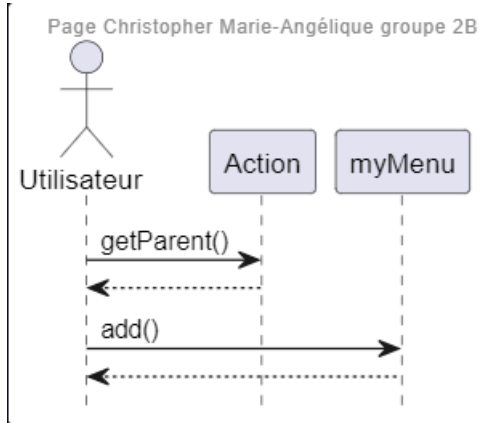 Page Christopher Marie-Angélique groupe 2B
Utilisateur
Action
myMenu
getParent()
add()